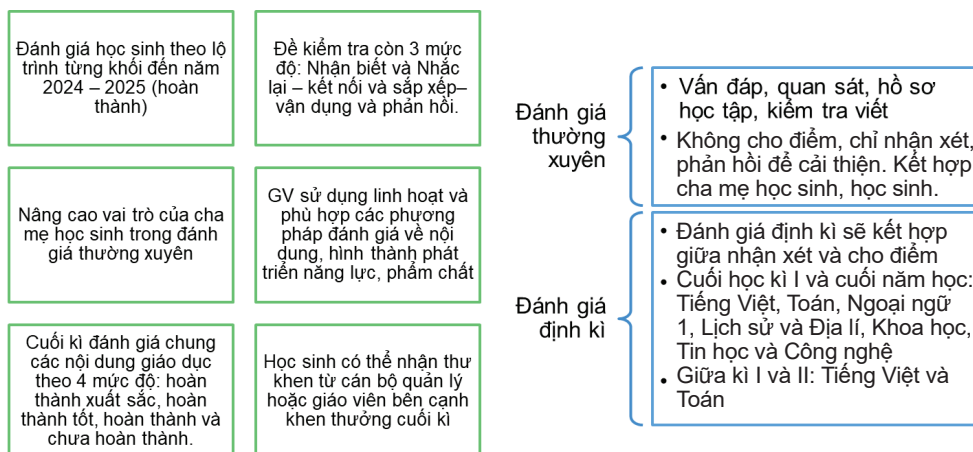 Đánh giá học sinh theo lộ
trình từng khối đến năm
2024 – 2025 (hoàn
thành)
Đề kiểm tra còn 3 mức
độ: Nhận biết và Nhắc
lại – kết nối và sắp xếp–
vận dụng và phản hồi.
Nâng cao vai trò của cha
mẹ học sinh trong đánh
giá thường xuyên
GV sử dụng linh hoạt và
phù hợp các phương
pháp đánh giá về nội
dung, hình thành phát
triển năng lực, phẩm chất
Cuối kì đánh giá chung
các nội dung giáo dục
theo 4 mức độ: hoàn
thành xuất sắc, hoàn
thành tốt, hoàn thành và
chưa hoàn thành.
Học sinh có thể nhận thư
khen từ cán bộ quản lý
hoặc giáo viên bên cạnh
khen thưởng cuối kì
Đánh giá
thường
xuyên
• Vấn đáp, quan sát, hồ sơ
học tập, kiểm tra viết
• Không cho điểm, chỉ nhận xét,
phản hồi để cải thiện. Kết hợp
cha mẹ học sinh, học sinh.
Đánh giá
định kì
• Đánh giá định kì sẽ kết hợp
giữa nhận xét và cho điểm
• Cuối học kì I và cuối năm học:
Tiếng Việt, Toán, Ngoại ngữ
1, Lịch sử và Địa lí, Khoa học,
Tin học và Công nghệ
• Giữa kì I và II: Tiếng Việt và
Toán